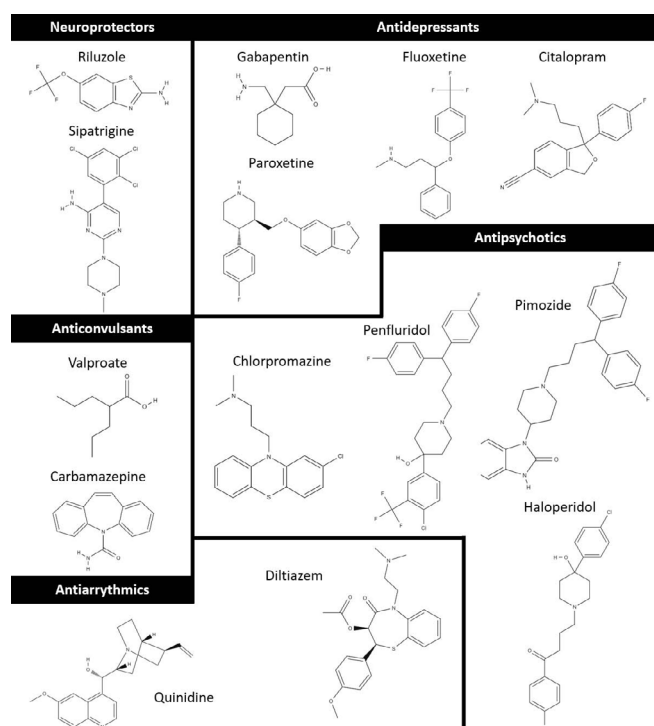 Neuroprotectors
Antidepressants
Riluzole
Gabapentin
Fluoxetine
Citalopram
Sipatrigine
Paroxetine
Antipsychotics
Anticonvulsants
Valproate
Chlorpromazine
Penfluridol
Pimozide
Carbamazepine
Haloperidol
Antiarrythmics
Diltiazem
Quinidine